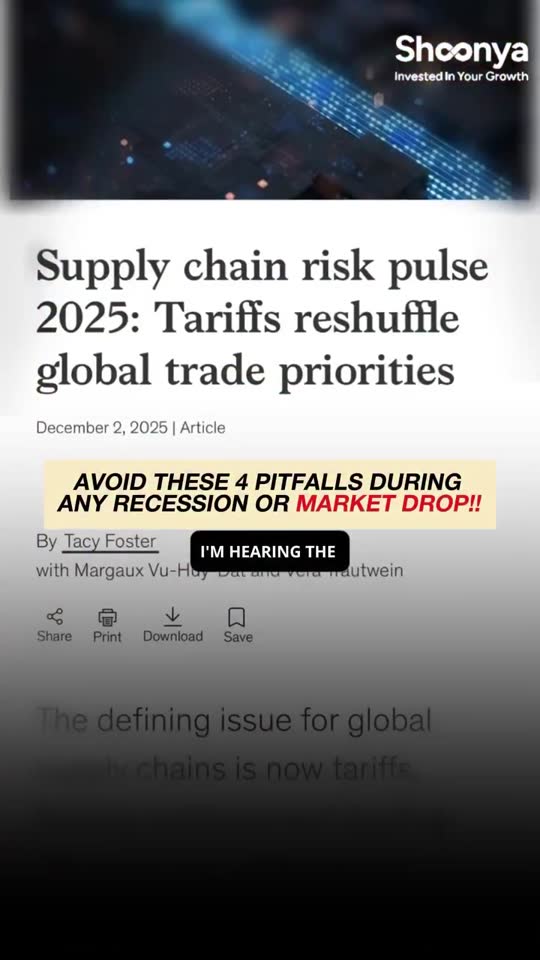 Shoonya
Invested In Your Growth
Supply chain risk pulse
2025: Tariffs reshuffle
global trade priorities
December 2, 2025 | Article
AVOID THESE 4 PITFALLS DURING
ANY RECESSION OR MARKET DROP!!
By Tacy Foster
I'M HEARING THE
with Margaux Vu-Huy-Dat and Vera Trautwein
Share Print Download Save
The defining issue for global
supply chains is now tariffs.